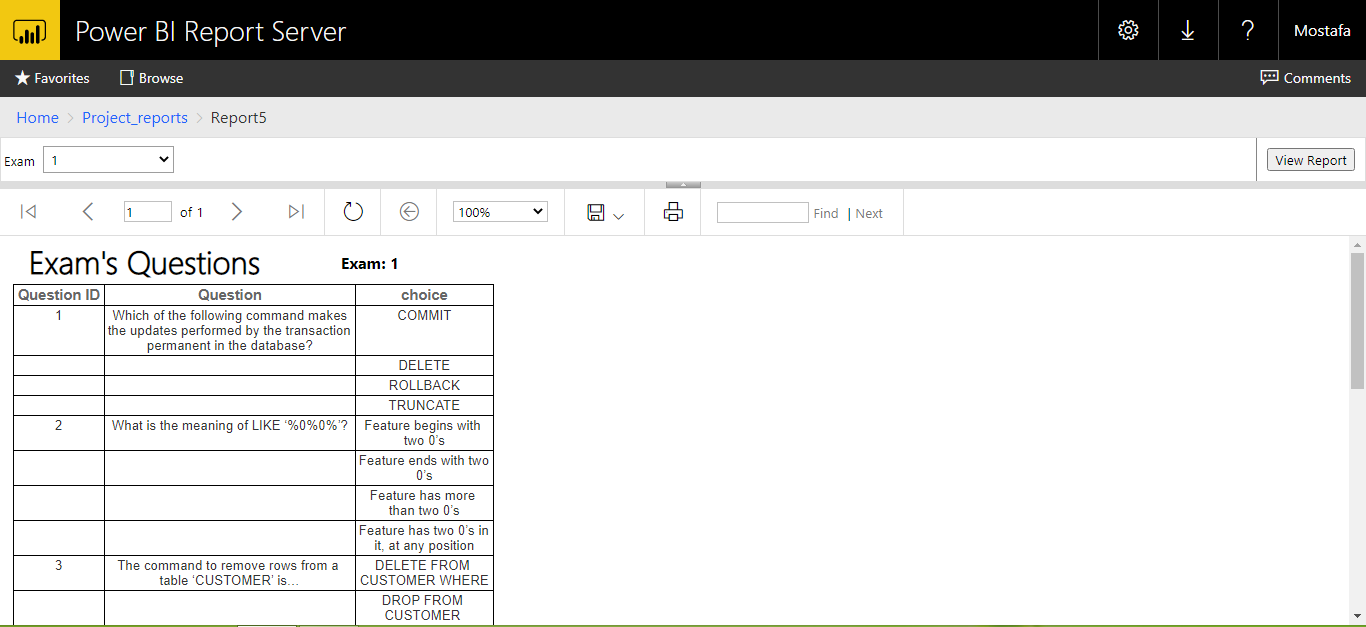 Power BI Report Server
?
Mostafa
Favorites
Browse
Comments
Home > Project_reports > Report5
Exam
1
View Report
1
of 1
100%
Find | Next
Exam's Questions
Exam: 1
Question ID
Question
choice
1
Which of the following command makes
the updates performed by the transaction
permanent in the database?
COMMIT
DELETE
ROLLBACK
TRUNCATE
2
What is the meaning of LIKE ‘%0%0%’?
Feature begins with
two 0’s
Feature ends with two
0’s
Feature has more
than two 0’s
Feature has two 0’s in
it, at any position
3
The command to remove rows from a
table ‘CUSTOMER’ is...
DELETE FROM
CUSTOMER WHERE
DROP FROM
CUSTOMER